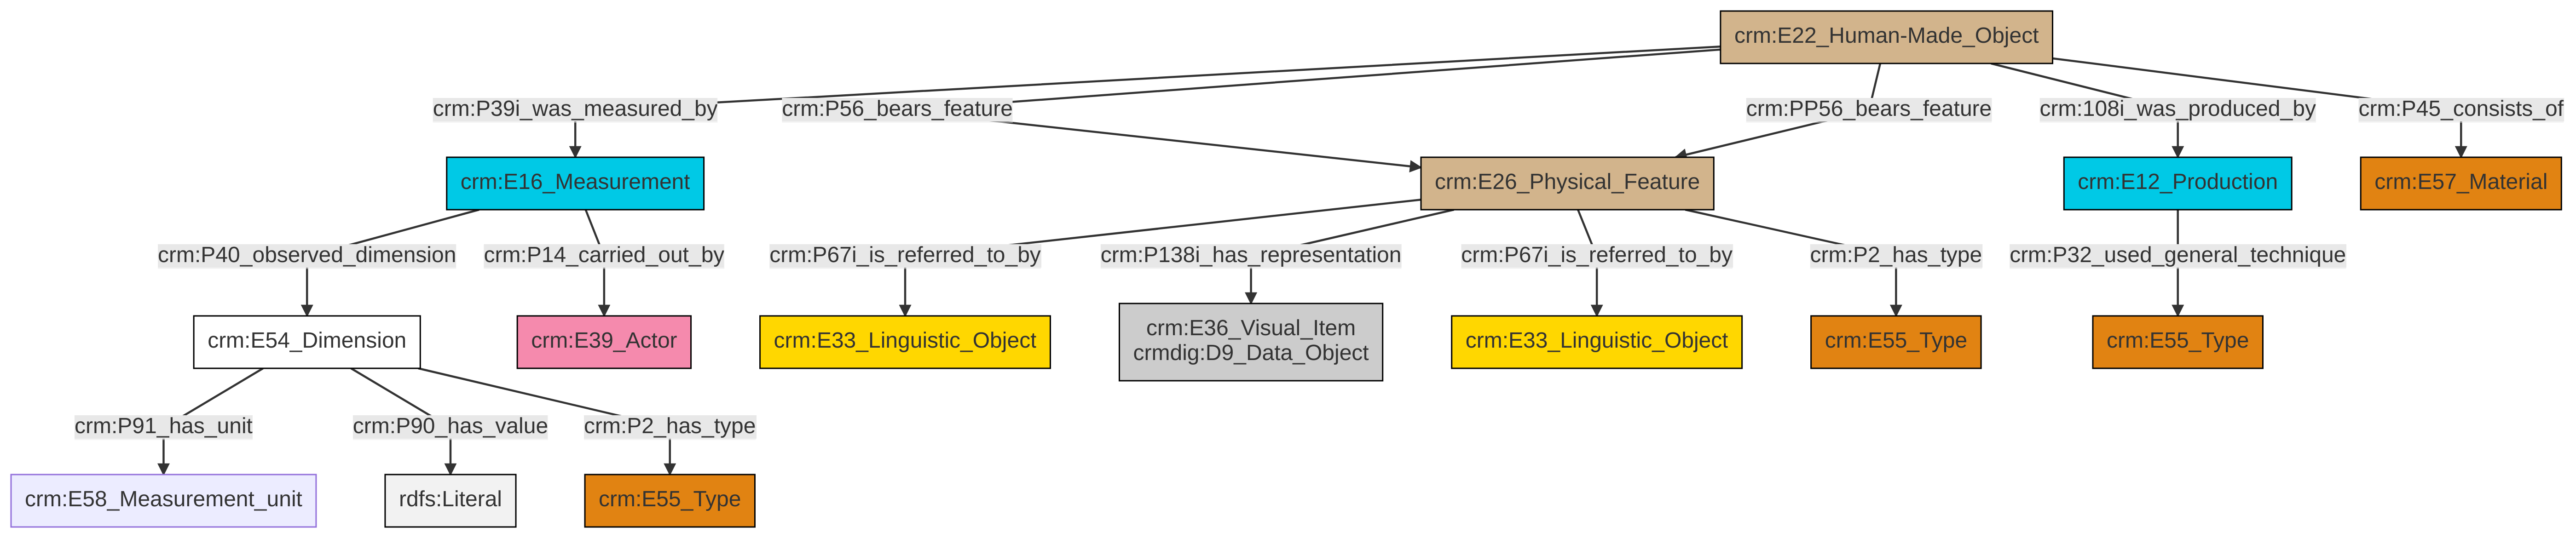 crm:E22_Human-Made_Object
crm:P39i_was_measured_by
crm:P56_bears_feature
crm:PP56_bears_feature
crm:108i_was_produced_by
crm:P45_consists_of
crm:E16_Measurement
crm:E26_Physical_Feature
crm:E12_Production
crm:E57_Material
crm:P40_observed_dimension
crm:P14_carried_out_by
crm:P67i_is_referred_to_by
crm:P138i_has_representation
crm:P67i_is_referred_to_by
crm:P2_has_type
crm:P32_used_general_technique
crm:E54_Dimension
crm:E39_Actor
crm:E33_Linguistic_Object
crm:E36_Visual_Item
crmdig:D9_Data_Object
crm:E33_Linguistic_Object
crm:E55_Type
crm:E55_Type
crm:P91_has_unit
crm:P90_has_value
crm:P2_has_type
crm:E58_Measurement_unit
rdfs:Literal
crm:E55_Type